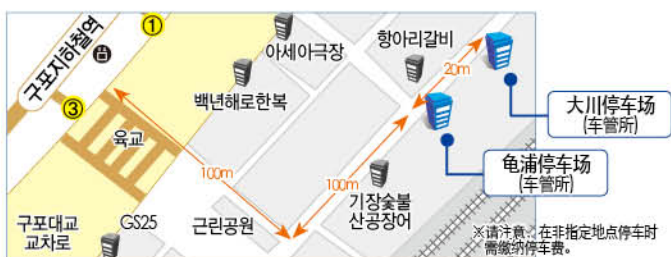 ①
구포지하철역
③
아세아극장
항아리갈비
20m
大川停车场
(车管所)
백년해로한복
육교
100m
100m
龟浦停车场
(车管所)
기장숯불
산공장어
구포대교
교차로
GS25
근린공원
※请注意：在非指定地点停车时
需缴纳停车费。